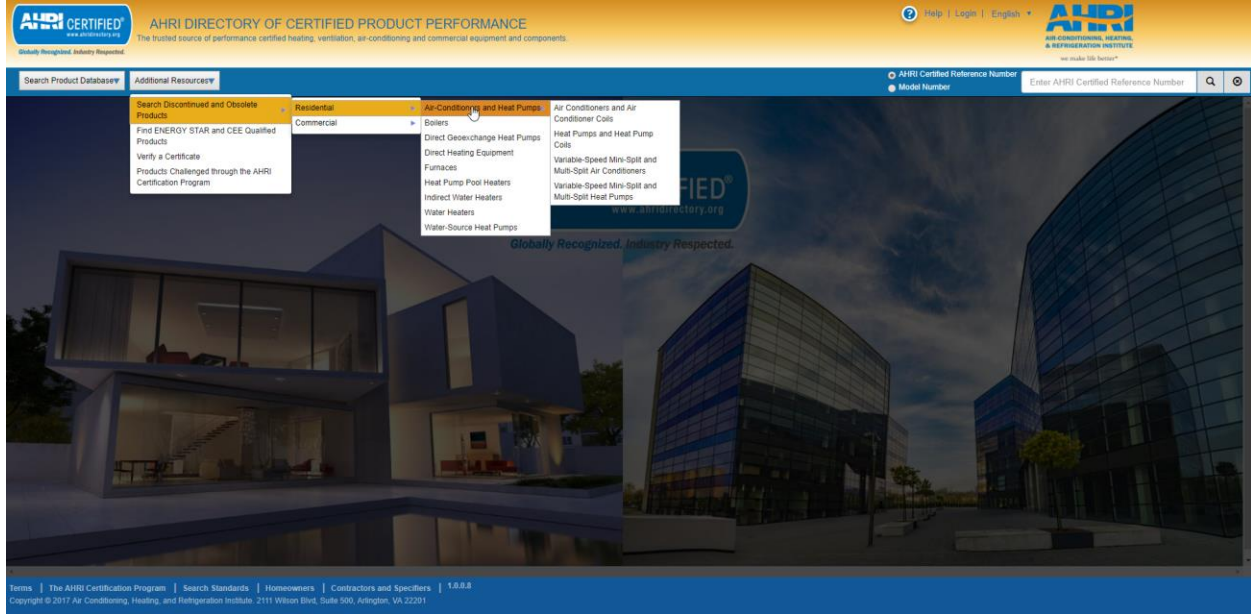 AHRI CERTIFIED®
www.ahridirectory.org
Globally Recognized. Industry Respected.
AHRI DIRECTORY OF CERTIFIED PRODUCT PERFORMANCE
The trusted source of performance certified heating, ventilation, air-conditioning and commercial equipment and components.
Help | Login | English
AHRI
AIR-CONDITIONING, HEATING,
& REFRIGERATION INSTITUTE
we make life better®
Search Product Database
Additional Resources
AHRI Certified Reference Number
Model Number
Enter AHRI Certified Reference Number
Search Discontinued and Obsolete
Products
Find ENERGY STAR and CEE Qualified
Products
Verify a Certificate
Products Challenged through the AHRI
Certification Program
Residential
Commercial
Air-Conditioners and Heat Pumps
Boilers
Direct Geoexchange Heat Pumps
Direct Heating Equipment
Furnaces
Heat Pump Pool Heaters
Indirect Water Heaters
Water Heaters
Water-Source Heat Pumps
Air Conditioners and Air
Conditioner Coils
Heat Pumps and Heat Pump
Coils
Variable-Speed Mini-Split and
Multi-Split Air Conditioners
Variable-Speed Mini-Split and
Multi-Split Heat Pumps
FIED®
www.ahridirectory.org
Globally Recognized. Industry Respected.
Terms | The AHRI Certification Program | Search Standards | Homeowners | Contractors and Specifiers | 1.0.0.8
Copyright © 2017 Air Conditioning, Heating, and Refrigeration Institute. 2111 Wilson Blvd, Suite 500, Arlington, VA 22201